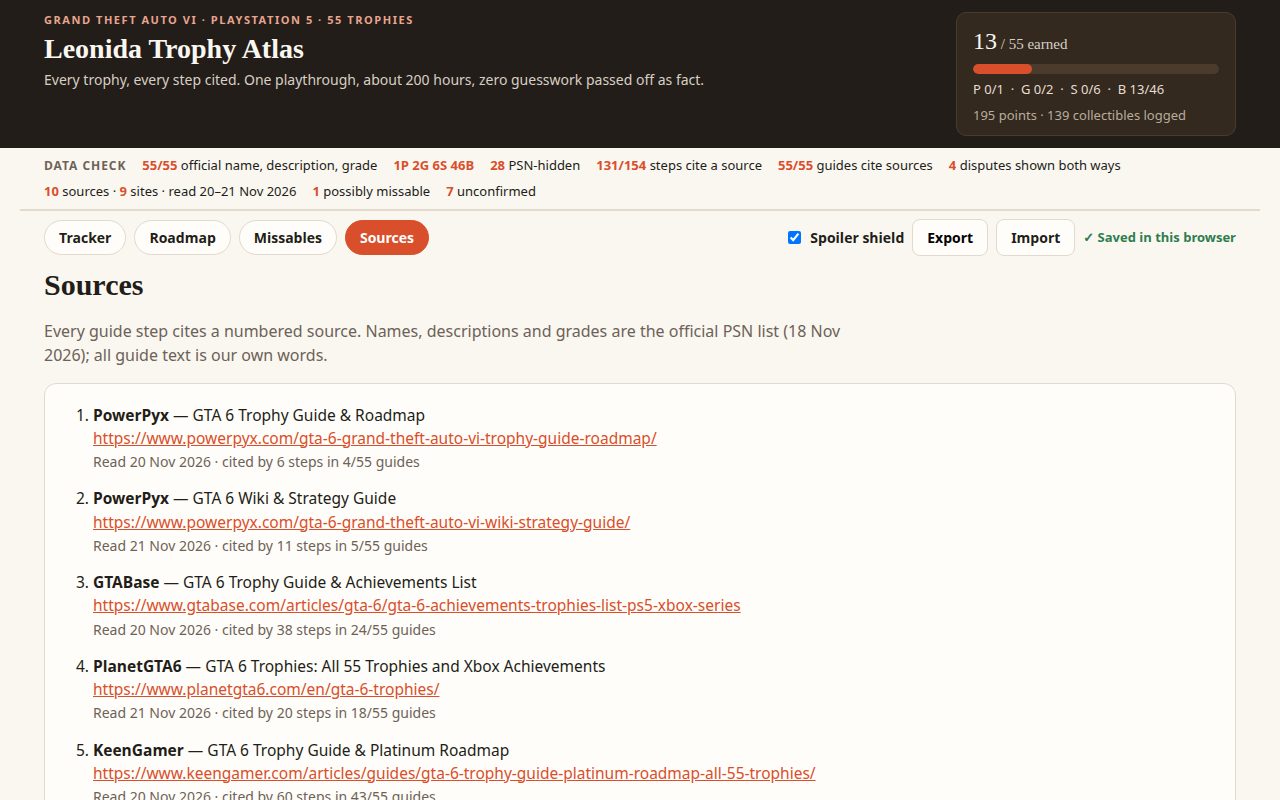 GRAND THEFT AUTO VI · PLAYSTATION 5 · 55 TROPHIES
Leonida Trophy Atlas
Every trophy, every step cited. One playthrough, about 200 hours, zero guesswork passed off as fact.
13 / 55 earned
P 0/1 · G 0/2 · S 0/6 · B 13/46
195 points · 139 collectibles logged
DATA CHECK 55/55 official name, description, grade 1P 2G 6S 46B 28 PSN-hidden 131/154 steps cite a source 55/55 guides cite sources 4 disputes shown both ways
10 sources · 9 sites · read 20–21 Nov 2026 1 possibly missable 7 unconfirmed
Tracker Roadmap Missables Sources Spoiler shield Export Import ✓ Saved in this browser
Sources
Every guide step cites a numbered source. Names, descriptions and grades are the official PSN list (18 Nov
2026); all guide text is our own words.
1. PowerPyx — GTA 6 Trophy Guide & Roadmap
https://www.powerpyx.com/gta-6-grand-theft-auto-vi-trophy-guide-roadmap/
Read 20 Nov 2026 · cited by 6 steps in 4/55 guides
2. PowerPyx — GTA 6 Wiki & Strategy Guide
https://www.powerpyx.com/gta-6-grand-theft-auto-vi-wiki-strategy-guide/
Read 21 Nov 2026 · cited by 11 steps in 5/55 guides
3. GTABase — GTA 6 Trophy Guide & Achievements List
https://www.gtabase.com/articles/gta-6/gta-6-achievements-trophies-list-ps5-xbox-series
Read 20 Nov 2026 · cited by 38 steps in 24/55 guides
4. PlanetGTA6 — GTA 6 Trophies: All 55 Trophies and Xbox Achievements
https://www.planetgta6.com/en/gta-6-trophies/
Read 21 Nov 2026 · cited by 20 steps in 18/55 guides
5. KeenGamer — GTA 6 Trophy Guide & Platinum Roadmap
https://www.keengamer.com/articles/guides/gta-6-trophy-guide-platinum-roadmap-all-55-trophies/
Read 20 Nov 2026 · cited by 60 steps in 43/55 guides